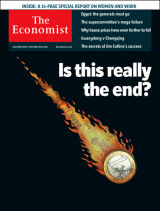 INSIDE: A 14-PAGE SPECIAL REPORT ON WOMEN AND WORK
The
Economist
Egypt: the generals must go
The supercommittee's mega failure
Why house prices have even further to fall
Guangdong v Chongqing
The secrets of Jim Collins's success
Is this really
the end?